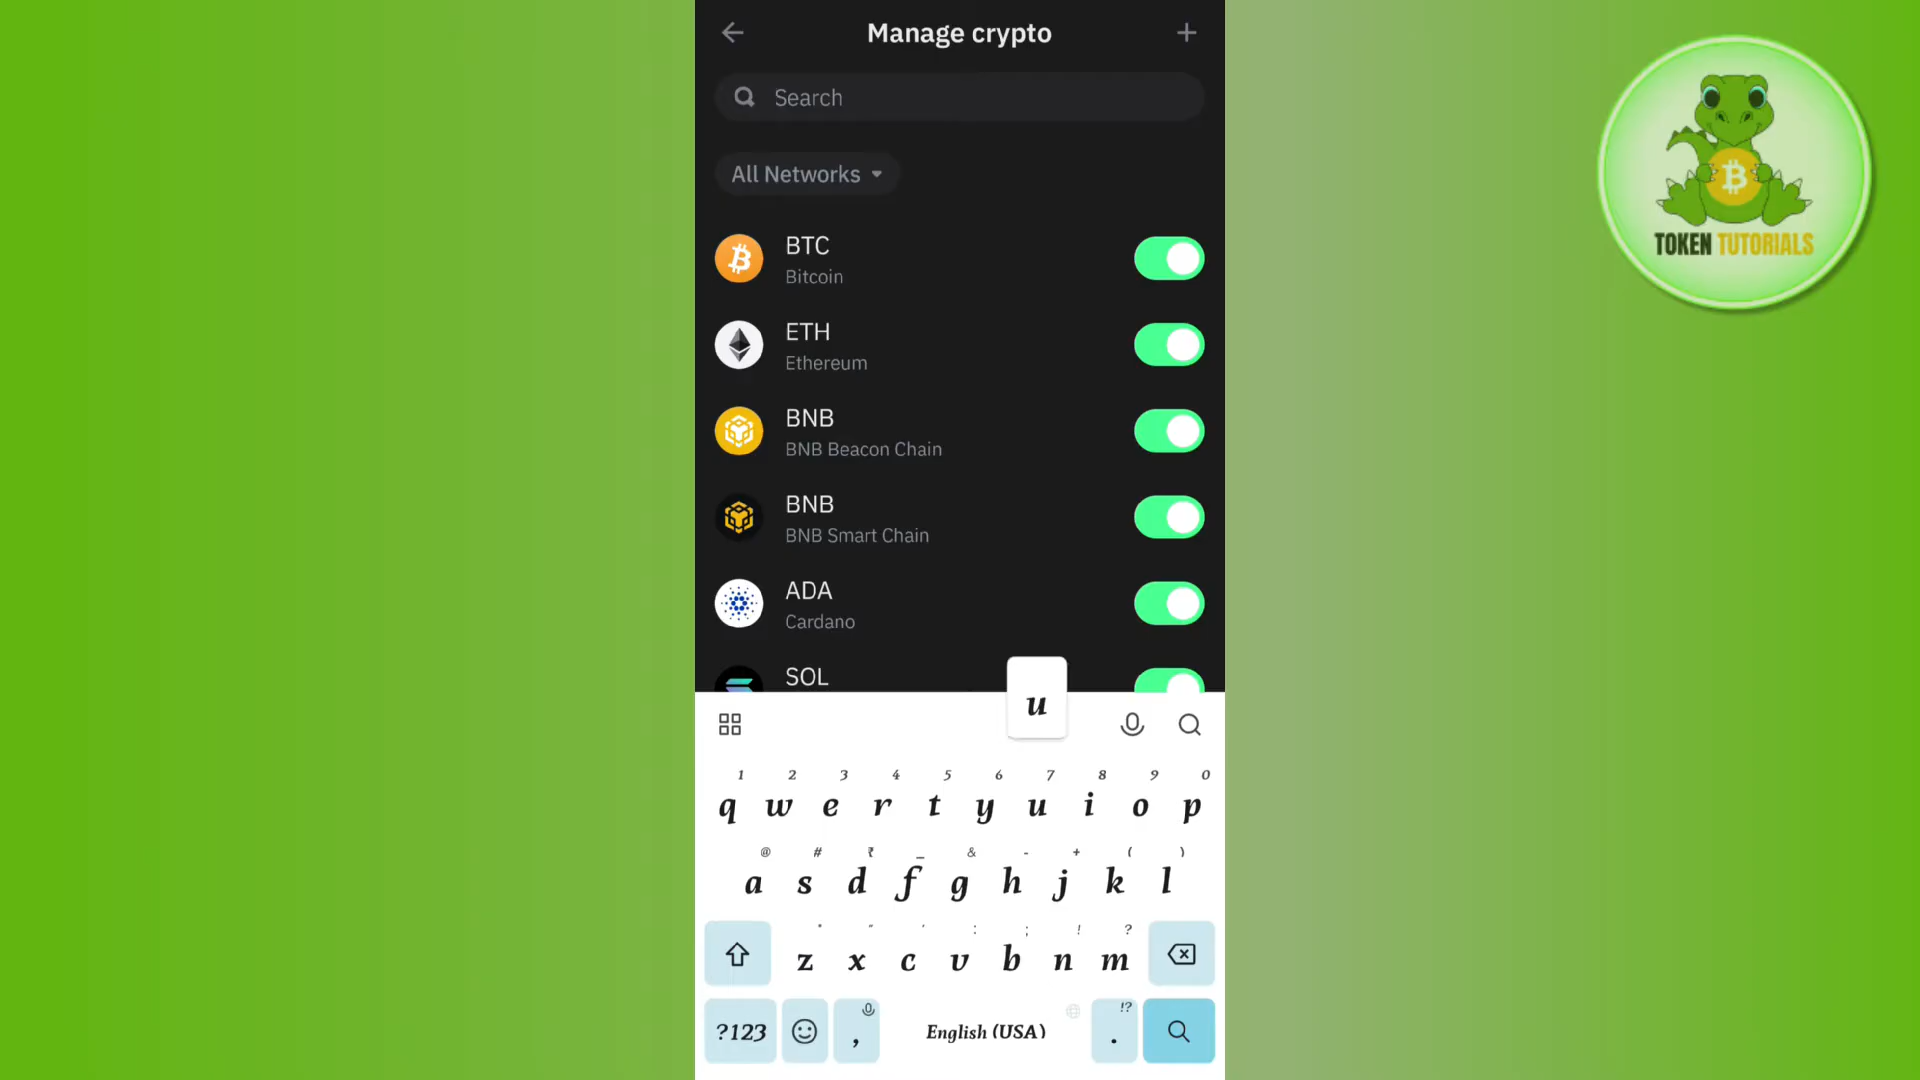 Manage crypto
Search
All Networks
BTC
Bitcoin
ETH
Ethereum
BNB
BNB Beacon Chain
BNB
BNB Smart Chain
ADA
Cardano
SOL
u
1 2 3 4 5 6 7 8 9 0
q w e r t y u i o p
@ # ₹ _ & - + ( )
a s d f g h j k l
* " ' : ; ! ?
z x c v b n m
!?
?123 , English (USA) .
TOKEN TUTORIALS